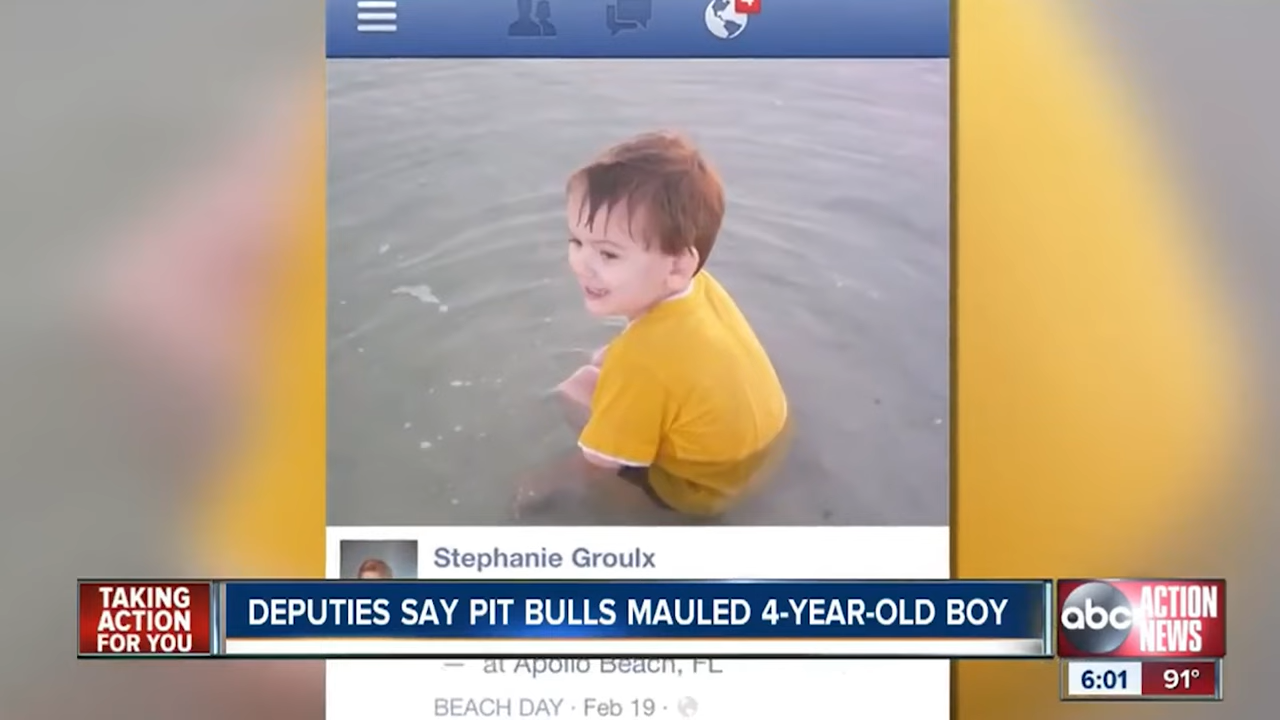 4
Stephanie Groulx
TAKING
ACTION
FOR YOU
DEPUTIES SAY PIT BULLS MAULED 4-YEAR-OLD BOY
abc
ACTION
NEWS
— at Apollo Beach, FL
6:01 91°
BEACH DAY · Feb 19 ·